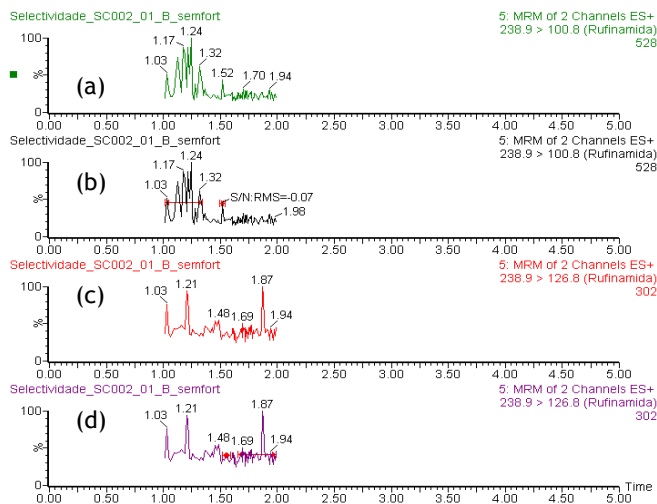 Selectividade_SC002_01_B_semfort
5: MRM of 2 Channels ES+
238.9 > 100.8 (Rufinamida)
528
100
%
0
(a)
1.03
1.17
1.24
1.32
1.52
1.70
1.94
0.00 0.50 1.00 1.50 2.00 2.50 3.00 3.50 4.00 4.50 5.00
Selectividade_SC002_01_B_semfort
5: MRM of 2 Channels ES+
238.9 > 100.8 (Rufinamida)
528
100
%
0
(b)
1.03
1.17
1.24
1.32
S/N:RMS=-0.07
1.98
0.00 0.50 1.00 1.50 2.00 2.50 3.00 3.50 4.00 4.50 5.00
Selectividade_SC002_01_B_semfort
5: MRM of 2 Channels ES+
238.9 > 126.8 (Rufinamida)
302
100
%
0
(c)
1.03
1.21
1.48
1.69
1.87
1.94
0.00 0.50 1.00 1.50 2.00 2.50 3.00 3.50 4.00 4.50 5.00
Selectividade_SC002_01_B_semfort
5: MRM of 2 Channels ES+
238.9 > 126.8 (Rufinamida)
302
100
%
0
(d)
1.03
1.21
1.48
1.69
1.87
1.94
Time
0.00 0.50 1.00 1.50 2.00 2.50 3.00 3.50 4.00 4.50 5.00